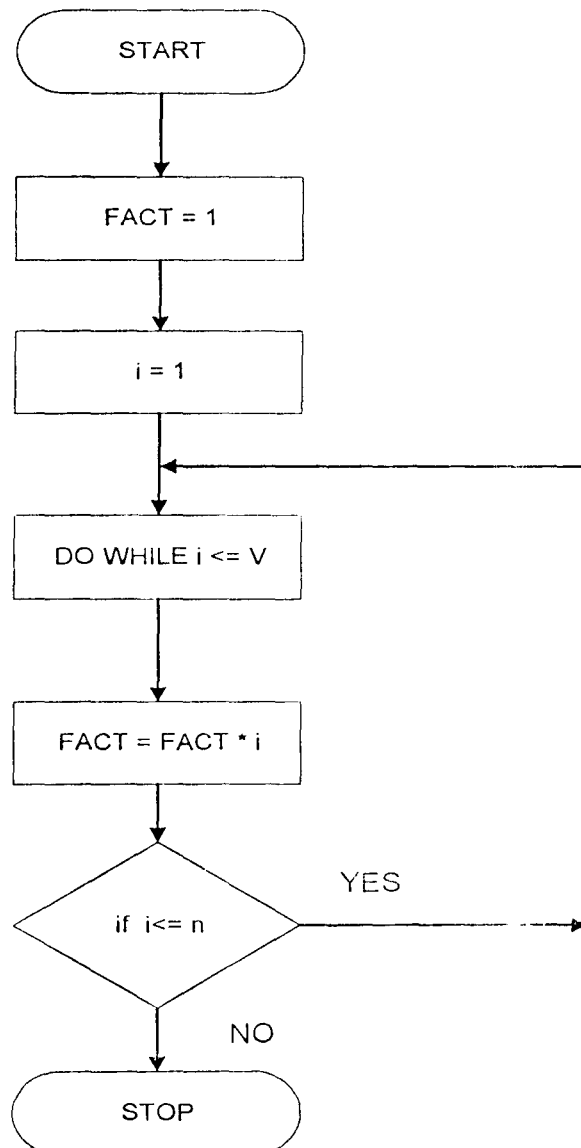 START
FACT = 1
i = 1
DO WHILE i <= V
FACT = FACT * i
if i<= n
YES
NO
STOP